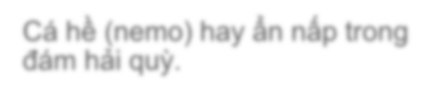 Cá hề (nemo) hay ẩn nấp trong
đám hải quỳ.